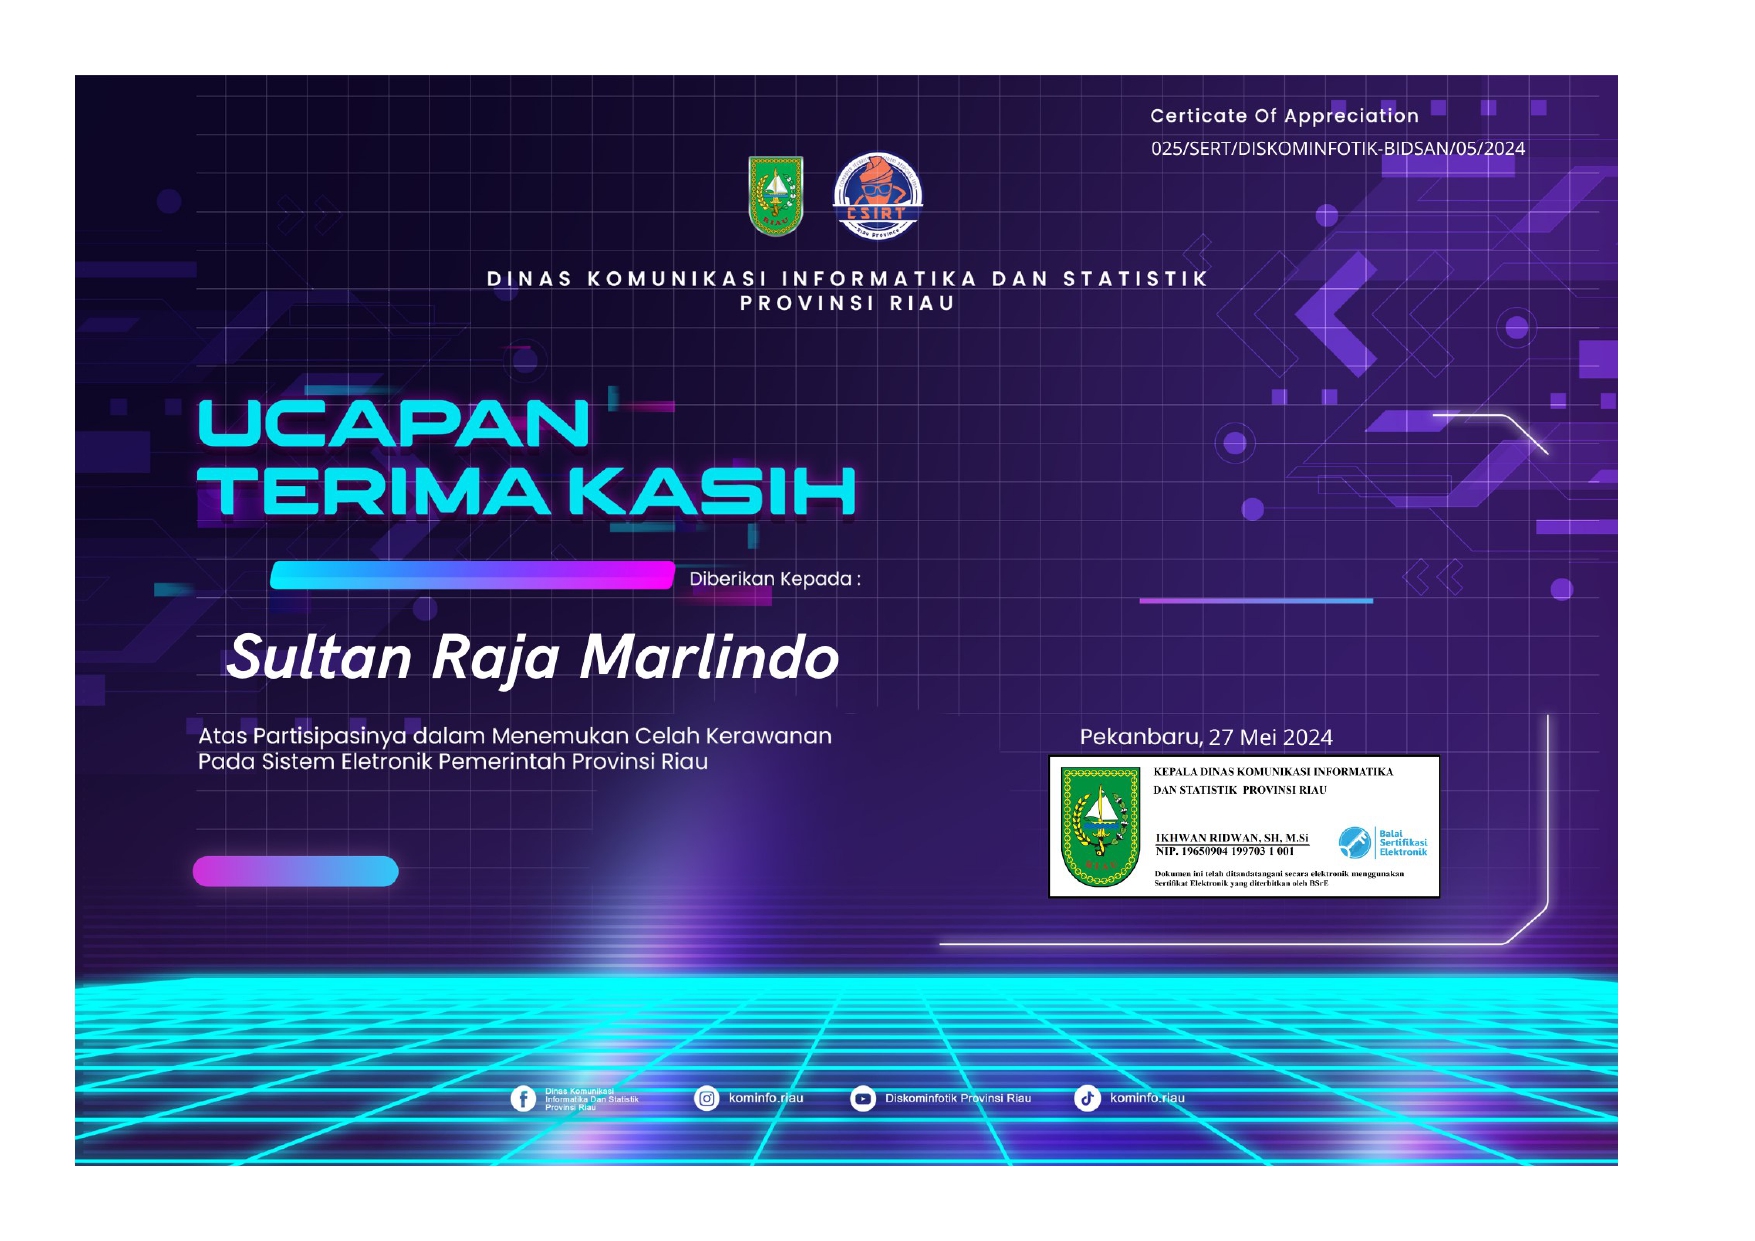 Certicate Of Appreciation
025/SERT/DISKOMINFOTIK-BIDSAN/05/2024
RIAU
CSIRT
Riau Province
DINAS KOMUNIKASI INFORMATIKA DAN STATISTIK
PROVINSI RIAU
UCAPAN
TERIMA KASIH
Diberikan Kepada :
Sultan Raja Marlindo
Atas Partisipasinya dalam Menemukan Celah Kerawanan
Pada Sistem Eletronik Pemerintah Provinsi Riau
Pekanbaru, 27 Mei 2024
KEPALA DINAS KOMUNIKASI INFORMATIKA
DAN STATISTIK PROVINSI RIAU
RIAU
IKHWAN RIDWAN, SH, M.Si
NIP. 19650904 199703 1 001
Balai
Sertifikasi
Elektronik
Dokumen ini telah ditandatangani secara elektronik menggunakan
Sertifikat Elektronik yang diterbitkan oleh BSrE
Dinas Komunikasi
Informatika Dan Statistik
Provinsi Riau
kominfo.riau
Diskominfotik Provinsi Riau
kominfo.riau